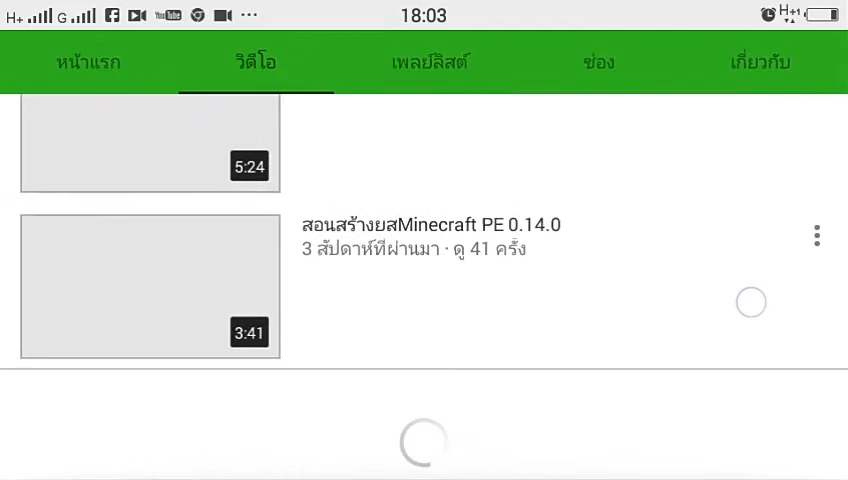 H+ G YouTube 18:03 H+1
หน้าแรก วิดีโอ เพลย์ลิสต์ ช่อง เกี่ยวกับ
5:24
สอนสร้างยสMinecraft PE 0.14.0
3 สัปดาห์ที่ผ่านมา · ดู 41 ครั้ง
3:41